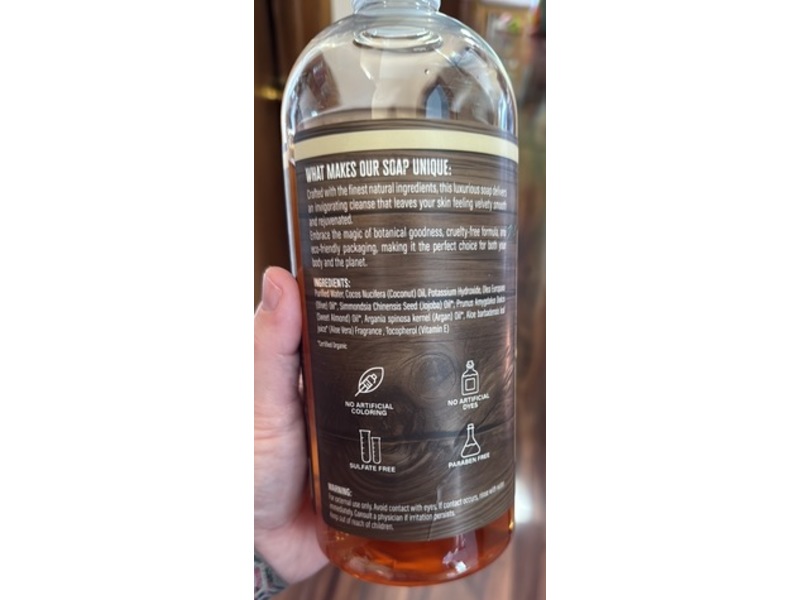 WHAT MAKES OUR SOAP UNIQUE:
Crafted with the finest natural ingredients, this luxurious soap delivers
an invigorating cleanse that leaves your skin feeling velvety smooth
and rejuvenated.
Embrace the magic of botanical goodness, cruelty-free formula, and
eco-friendly packaging, making it the perfect choice for both your
body and the planet.
INGREDIENTS:
Purified Water, Cocos Nucifera (Coconut) Oil, Potassium Hydroxide, Olea Europaea
(Olive) Oil*, Simmondsia Chinensis Seed (Jojoba) Oil*, Prunus Amygdalus Dulcis
(Sweet Almond) Oil*, Argania spinosa kernel (Argan) Oil*, Aloe barbadensis leaf
juice* (Aloe Vera) Fragrance, Tocopherol (Vitamin E)
*Certified Organic
NO ARTIFICIAL
COLORING
NO ARTIFICIAL
DYES
SULFATE FREE
PARABEN FREE
WARNING:
For external use only. Avoid contact with eyes. If contact occurs, rinse with water
immediately. Consult a physician if irritation persists.
Keep out of reach of children.